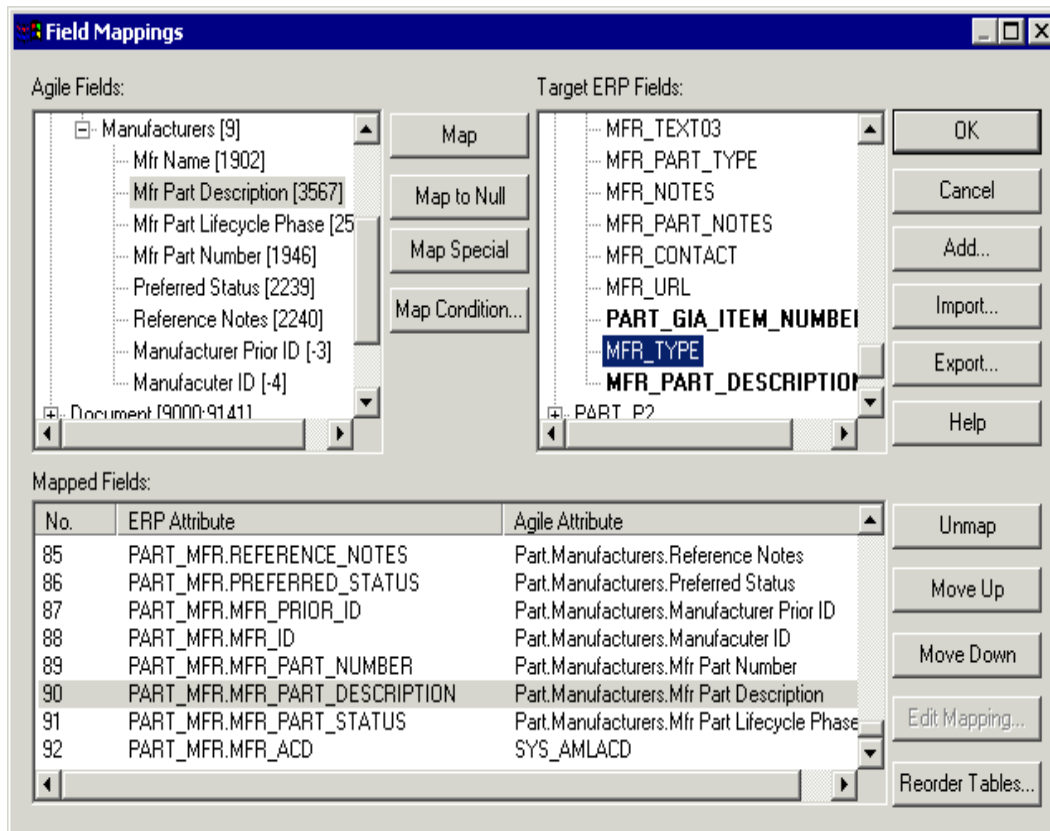 Field Mappings
Agile Fields:
Target ERP Fields:
Manufacturers [9]
Mfr Name [1902]
Mfr Part Description [3567]
Mfr Part Lifecycle Phase [25
Mfr Part Number [1946]
Preferred Status [2239]
Reference Notes [2240]
Manufacturer Prior ID [-3]
Manufacuter ID [-4]
Document [9000:9141]
Map
Map to Null
Map Special
Map Condition...
MFR_TEXT03
MFR_PART_TYPE
MFR_NOTES
MFR_PART_NOTES
MFR_CONTACT
MFR_URL
PART_GIA_ITEM_NUMBER
MFR_TYPE
MFR_PART_DESCRIPTION
PART_P2
OK
Cancel
Add...
Import...
Export...
Help
Mapped Fields:
No. ERP Attribute Agile Attribute
85 PART_MFR.REFERENCE_NOTES Part.Manufacturers.Reference Notes
86 PART_MFR.PREFERRED_STATUS Part.Manufacturers.Preferred Status
87 PART_MFR.MFR_PRIOR_ID Part.Manufacturers.Manufacturer Prior ID
88 PART_MFR.MFR_ID Part.Manufacturers.Manufacuter ID
89 PART_MFR.MFR_PART_NUMBER Part.Manufacturers.Mfr Part Number
90 PART_MFR.MFR_PART_DESCRIPTION Part.Manufacturers.Mfr Part Description
91 PART_MFR.MFR_PART_STATUS Part.Manufacturers.Mfr Part Lifecycle Phase
92 PART_MFR.MFR_ACD SYS_AMLACD
Unmap
Move Up
Move Down
Edit Mapping...
Reorder Tables...